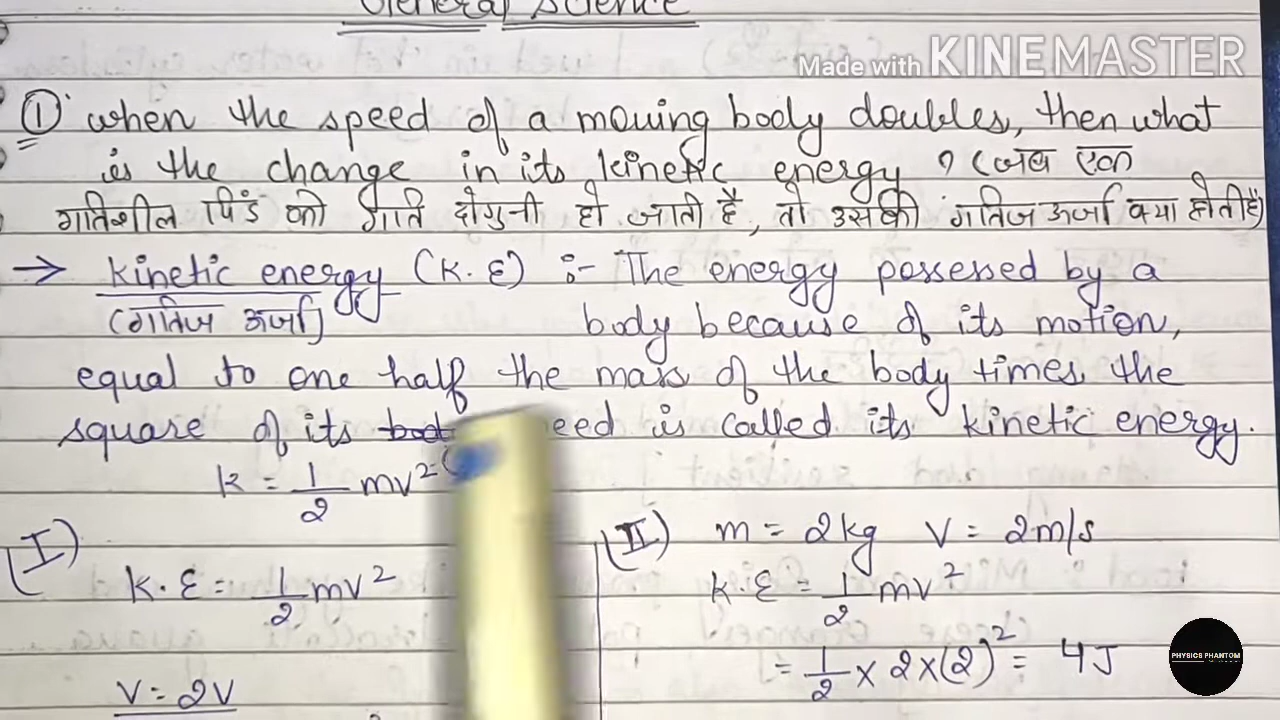 General Science
Made with KINEMASTER
① when the speed of a moving body doubles, then what
is the change in its kinetic energy ? (जब एक
गतिशील पिंड की गति दोगुनी हो जाती है, तो उसकी गतिज ऊर्जा क्या होती है)
→ kinetic energy (K.E) :- The energy possessed by a
(गतिज ऊर्जा) body because of its motion,
equal to one half the mass of the body times the
square of its eed is called its kinetic energy.
k = 1/2 mv²
(I)
K.E = 1/2 mv²
V = 2V
(II) m = 2kg V = 2m/s
K.E = 1/2 mv²
= 1/2 × 2×(2)² = 4J
PHYSICS PHANTOM